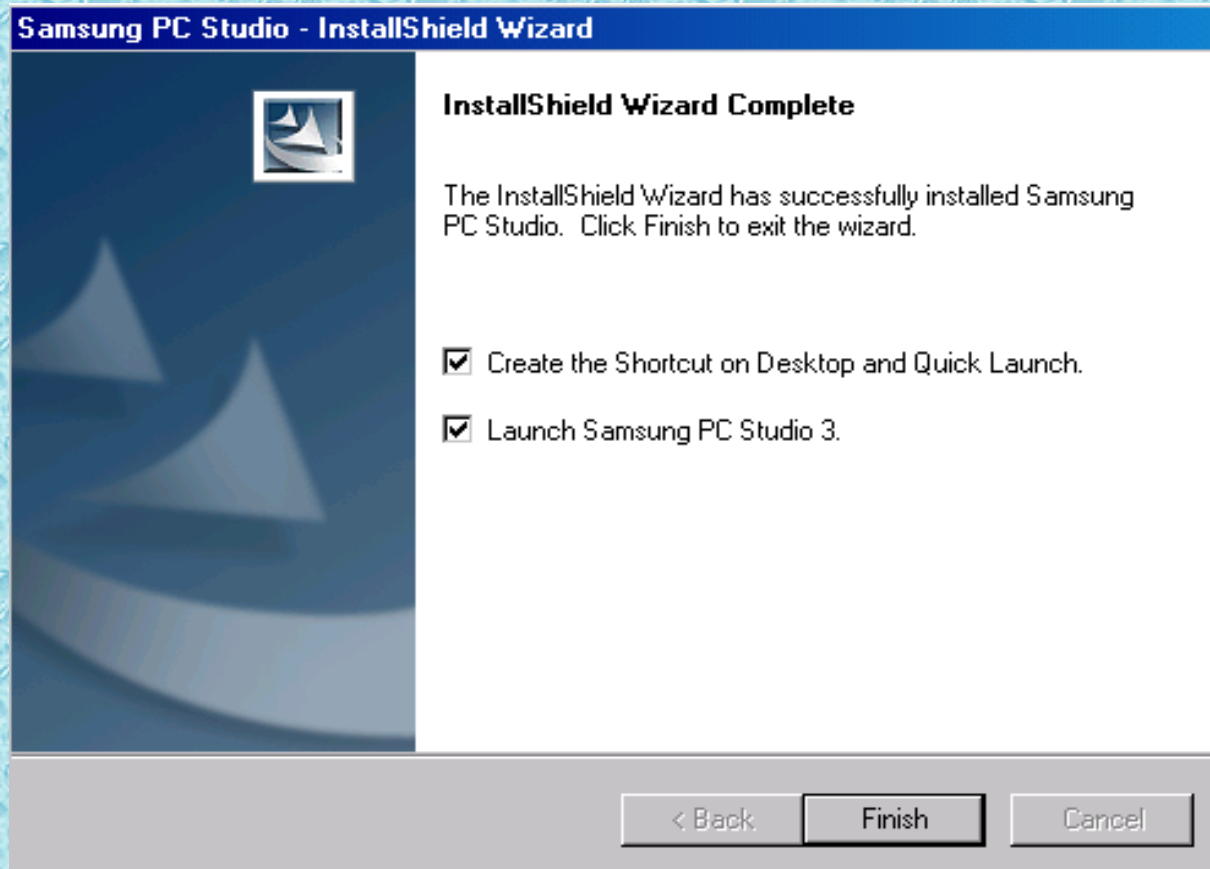 Samsung PC Studio - InstallShield Wizard
InstallShield Wizard Complete
The InstallShield Wizard has successfully installed Samsung
PC Studio.  Click Finish to exit the wizard.
Create the Shortcut on Desktop and Quick Launch.
Launch Samsung PC Studio 3.
< Back
Finish
Cancel